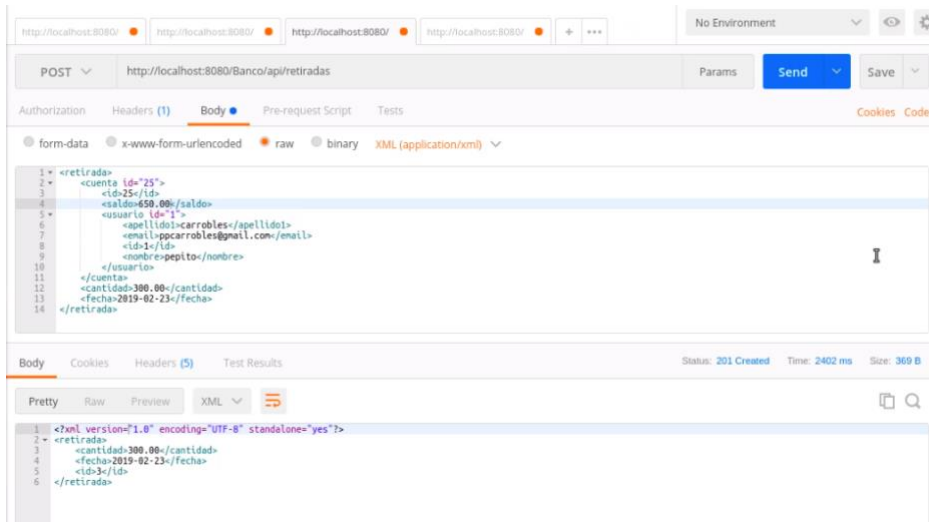 http://localhost:8080/ http://localhost:8080/ http://localhost:8080/ http://localhost:8080/ + ••• No Environment
POST http://localhost:8080/Banco/api/retiradas Params Send Save
Authorization Headers (1) Body Pre-request Script Tests Cookies Code
form-data x-www-form-urlencoded raw binary XML (application/xml)
1 <retirada>
2 <cuenta id="25">
3 <id>25</id>
4 <saldo>650.00</saldo>
5 <usuario id="1">
6 <apellido1>carrobles</apellido1>
7 <email>ppcarrobles@gmail.com</email>
8 <id>1</id>
9 <nombre>pepito</nombre>
10 </usuario>
11 </cuenta>
12 <cantidad>300.00</cantidad>
13 <fecha>2019-02-23</fecha>
14 </retirada>
Body Cookies Headers (5) Test Results Status: 201 Created Time: 2402 ms Size: 369 B
Pretty Raw Preview XML
1 <?xml version="1.0" encoding="UTF-8" standalone="yes"?>
2 <retirada>
3 <cantidad>300.00</cantidad>
4 <fecha>2019-02-23</fecha>
5 <id>3</id>
6 </retirada>